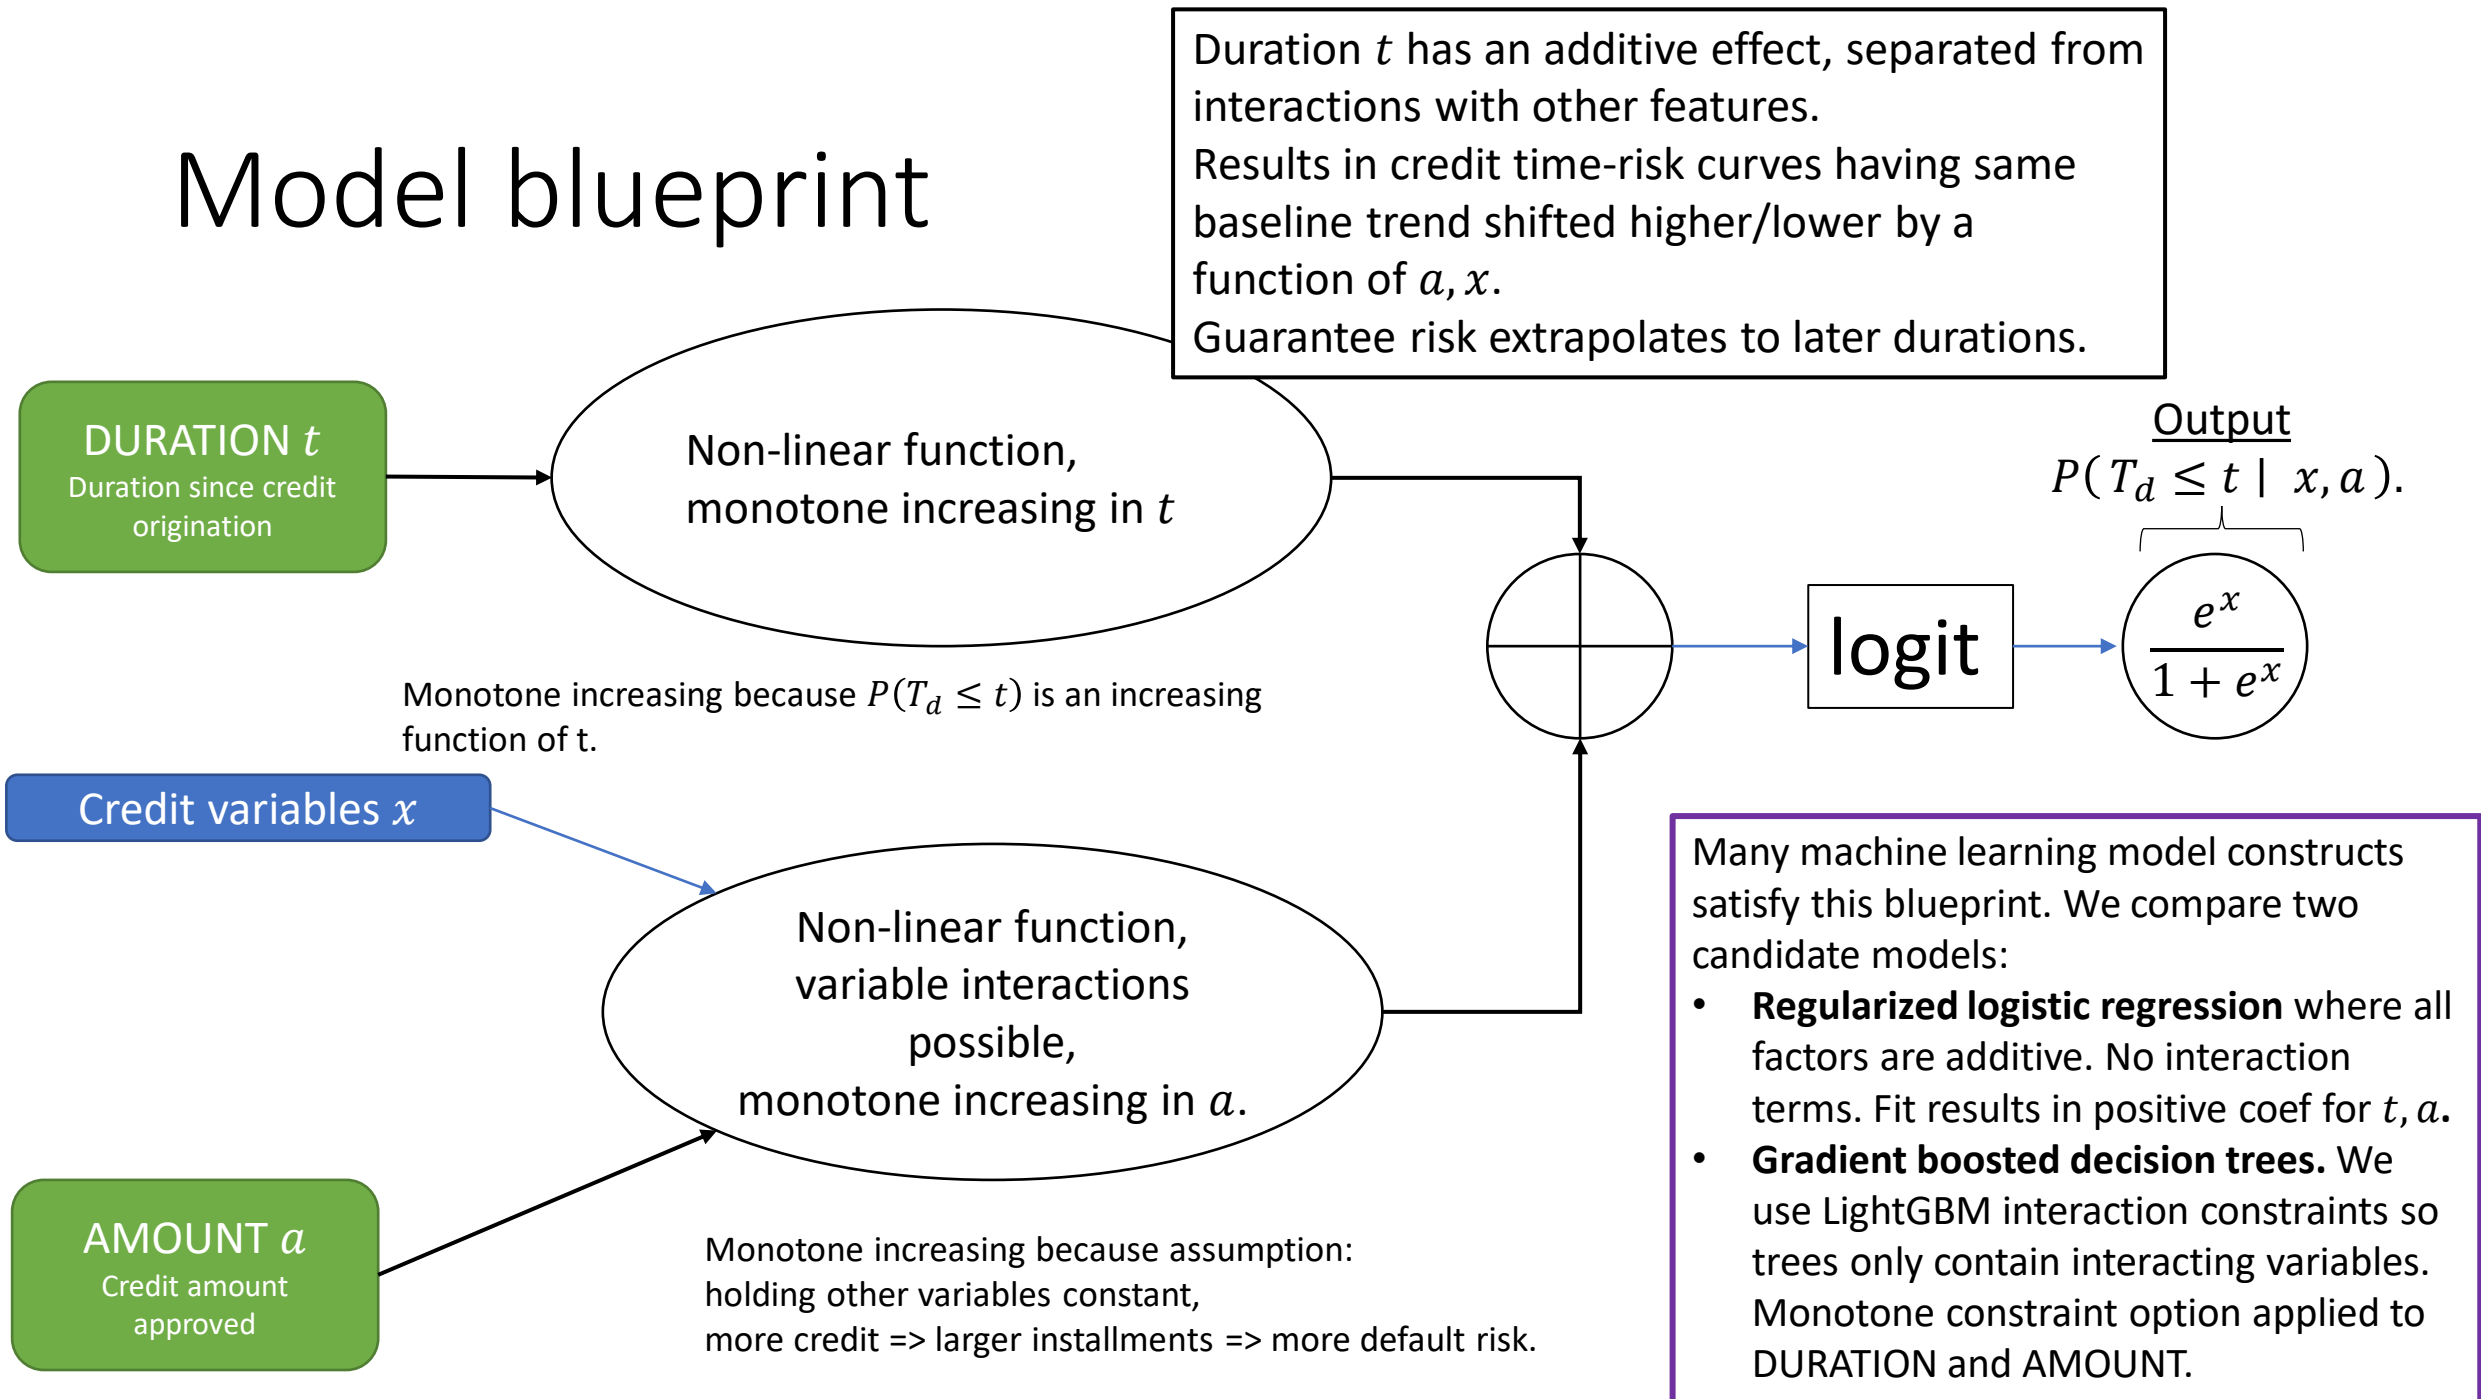 Model blueprint
Duration t has an additive effect, separated from
interactions with other features.
Results in credit time-risk curves having same
baseline trend shifted higher/lower by a
function of a, x.
Guarantee risk extrapolates to later durations.
DURATION t
Duration since credit
origination
Non-linear function,
monotone increasing in t
Output
P(T_d ≤ t | x, a).
logit
e^x
1 + e^x
Monotone increasing because P(T_d ≤ t) is an increasing
function of t.
Credit variables x
Non-linear function,
variable interactions
possible,
monotone increasing in a.
AMOUNT a
Credit amount
approved
Monotone increasing because assumption:
holding other variables constant,
more credit => larger installments => more default risk.
Many machine learning model constructs
satisfy this blueprint. We compare two
candidate models:
• Regularized logistic regression where all
factors are additive. No interaction
terms. Fit results in positive coef for t, a.
• Gradient boosted decision trees. We
use LightGBM interaction constraints so
trees only contain interacting variables.
Monotone constraint option applied to
DURATION and AMOUNT.